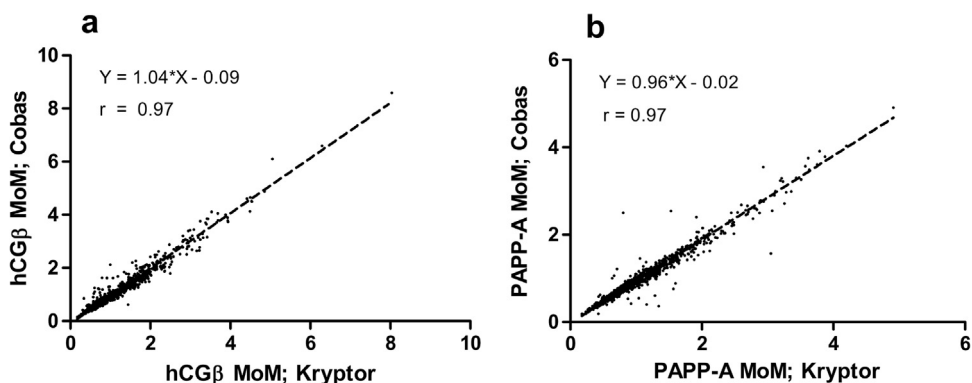 a
10
8
6
4
2
0
hCGβ MoM; Cobas
Y = 1.04*X - 0.09
r = 0.97
0 2 4 6 8 10
hCGβ MoM; Kryptor
b
6
4
2
0
PAPP-A MoM; Cobas
Y = 0.96*X - 0.02
r = 0.97
0 2 4 6
PAPP-A MoM; Kryptor